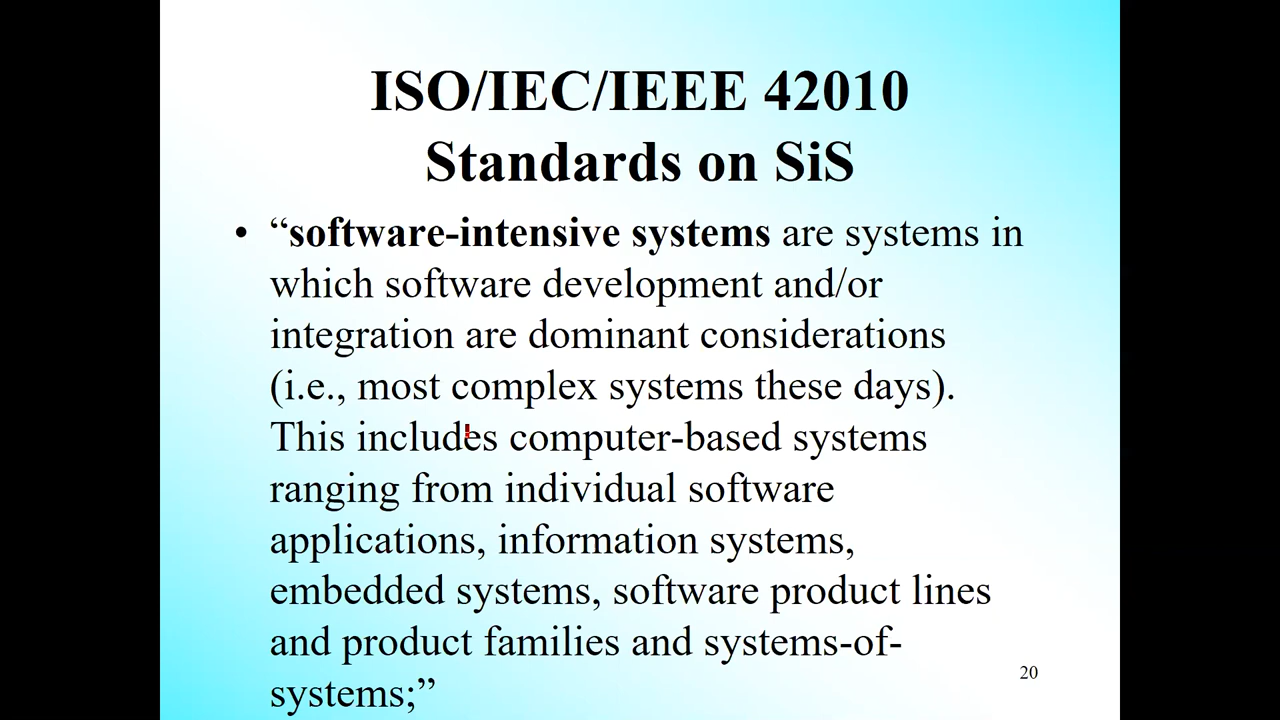 ISO/IEC/IEEE 42010
Standards on SiS
• “software-intensive systems are systems in
which software development and/or
integration are dominant considerations
(i.e., most complex systems these days).
This includes computer-based systems
ranging from individual software
applications, information systems,
embedded systems, software product lines
and product families and systems-of-
systems;”
20